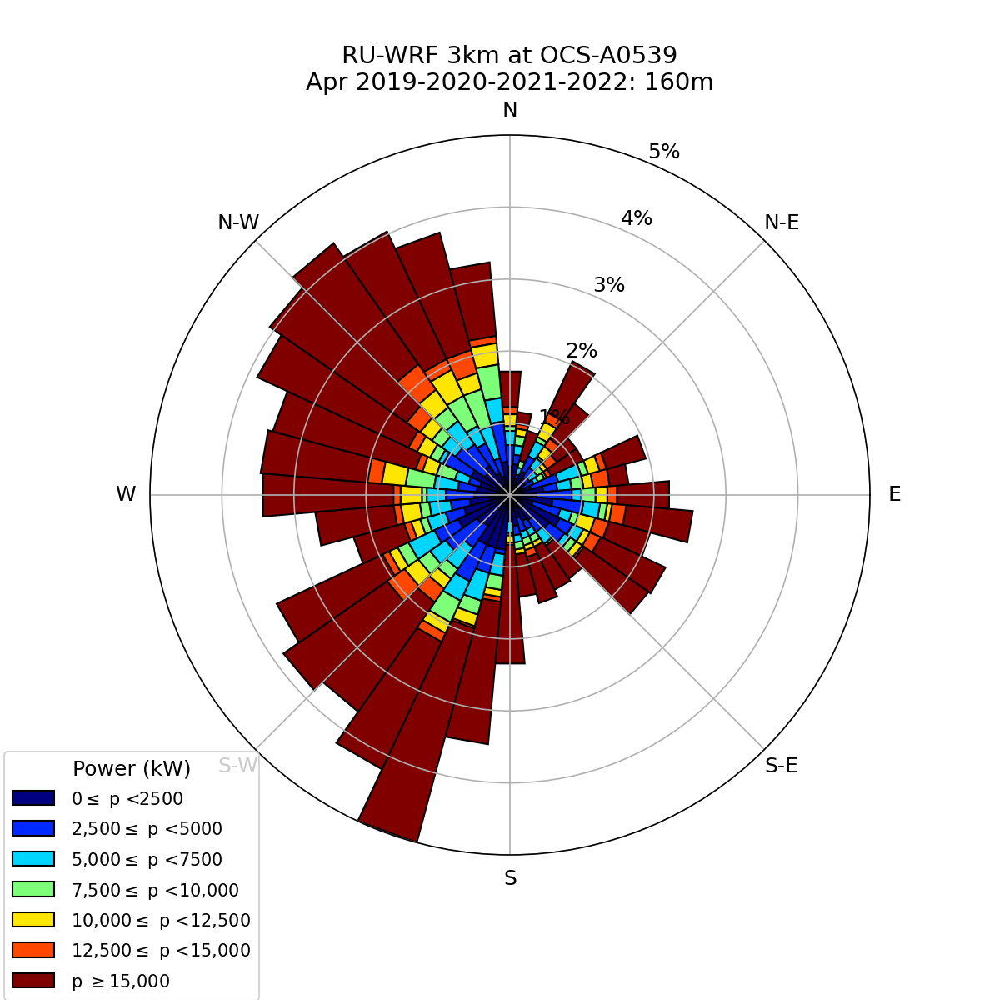 RU-WRF 3km at OCS-A0539
Apr 2019-2020-2021-2022: 160m
N
5%
4%
N-W
N-E
3%
2%
1%
W
E
S-W
S-E
S
Power (kW)
0≤ p <2500
2,500≤ p <5000
5,000≤ p <7500
7,500≤ p <10,000
10,000≤ p <12,500
12,500≤ p <15,000
p ≥15,000